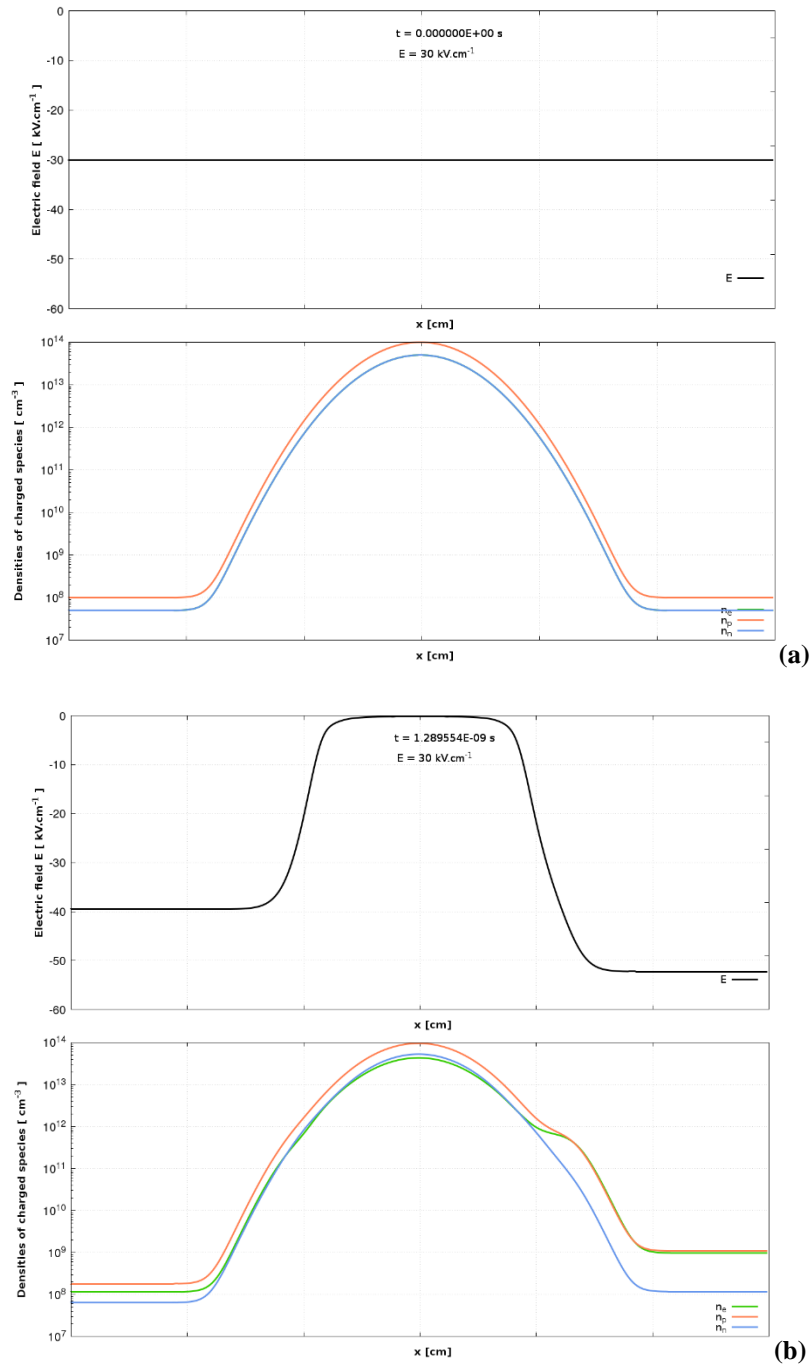 0
t = 0.000000E+00 s
E = 30 kV.cm⁻¹
-10
-20
-30
-40
-50
-60
Electric field E [ kV.cm⁻¹ ]
E
x [cm]
10¹⁴
10¹³
10¹²
10¹¹
10¹⁰
10⁹
10⁸
10⁷
Densities of charged species [ cm⁻³ ]
nₑ
nₚ
nₙ
x [cm]
(a)
0
t = 1.289554E-09 s
E = 30 kV.cm⁻¹
-10
-20
-30
-40
-50
-60
Electric field E [ kV.cm⁻¹ ]
E
x [cm]
10¹⁴
10¹³
10¹²
10¹¹
10¹⁰
10⁹
10⁸
10⁷
Densities of charged species [ cm⁻³ ]
nₑ
nₚ
nₙ
x [cm]
(b)